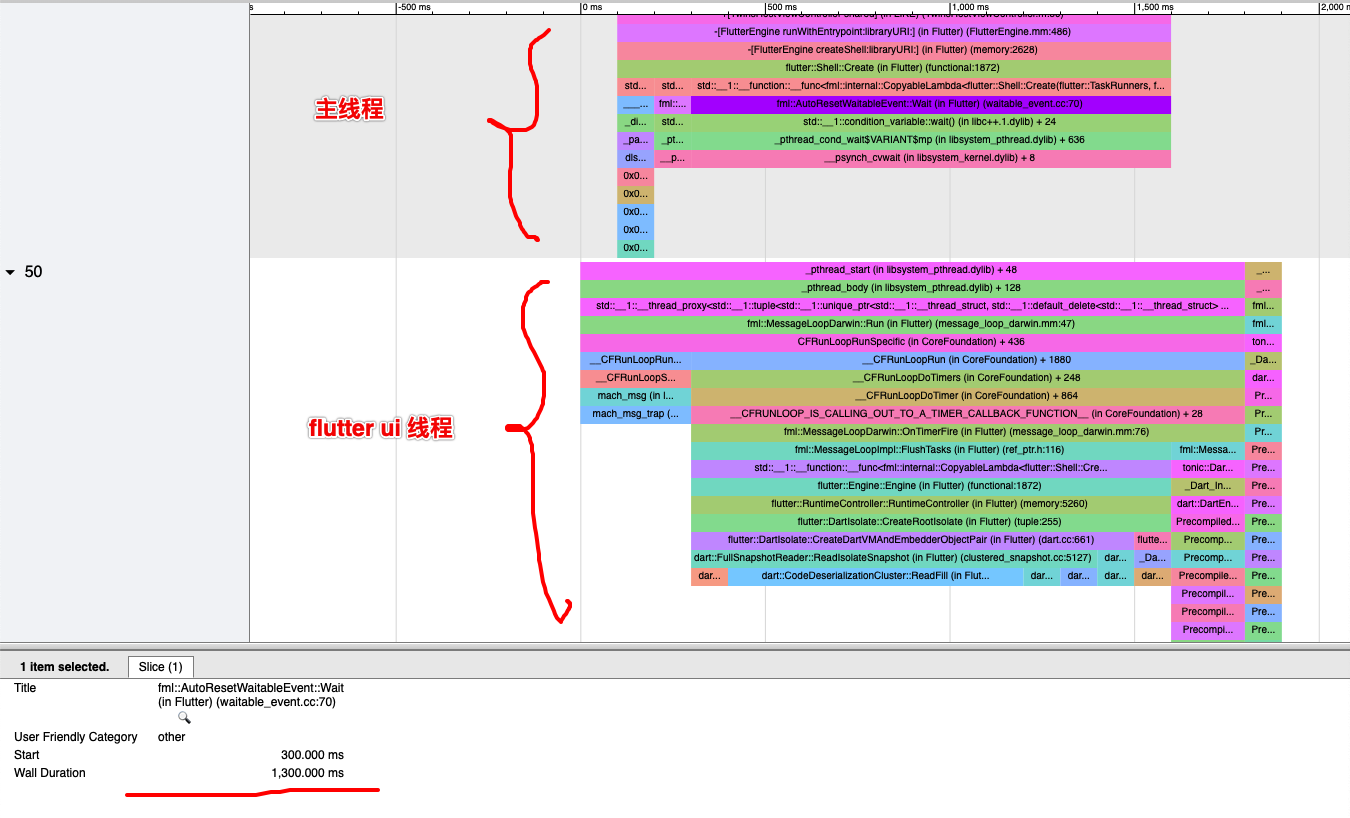 -500 ms
0 ms
500 ms
1,000 ms
1,500 ms
2,000 m
-[FlutterEngine runWithEntrypoint:libraryURI:] (in Flutter) (FlutterEngine.mm:486)
-[FlutterEngine createShell:libraryURI:] (in Flutter) (memory:2628)
flutter::Shell::Create (in Flutter) (functional:1872)
std... std... std::__1::__function::__func<fml::internal::CopyableLambda<flutter::Shell::Create(flutter::TaskRunners, f...
___... fml::... fml::AutoResetWaitableEvent::Wait (in Flutter) (waitable_event.cc:70)
主线程
_di... std... std::__1::condition_variable::wait() (in libc++.1.dylib) + 24
_pa... _pt... _pthread_cond_wait$VARIANT$mp (in libsystem_pthread.dylib) + 636
dls... __p... __psynch_cvwait (in libsystem_kernel.dylib) + 8
0x0...
0x0...
0x0...
0x0...
0x0...
50
_pthread_start (in libsystem_pthread.dylib) + 48 _...
_pthread_body (in libsystem_pthread.dylib) + 128 _...
std::__1::__thread_proxy<std::__1::tuple<std::__1::unique_ptr<std::__1::__thread_struct, std::__1::default_delete<std::__1::__thread_struct> ... fml...
fml::MessageLoopDarwin::Run (in Flutter) (message_loop_darwin.mm:47) fml...
CFRunLoopRunSpecific (in CoreFoundation) + 436 ton...
__CFRunLoopRun... __CFRunLoopRun (in CoreFoundation) + 1880 _Da...
__CFRunLoopS... __CFRunLoopDoTimers (in CoreFoundation) + 248 dar...
mach_msg (in l... __CFRunLoopDoTimer (in CoreFoundation) + 864 Pr...
mach_msg_trap (... __CFRUNLOOP_IS_CALLING_OUT_TO_A_TIMER_CALLBACK_FUNCTION__ (in CoreFoundation) + 28 Pr...
flutter ui 线程
fml::MessageLoopDarwin::OnTimerFire (in Flutter) (message_loop_darwin.mm:76) Pr...
fml::MessageLoopImpl::FlushTasks (in Flutter) (ref_ptr.h:116) fml::Messa... Pre...
std::__1::__function::__func<fml::internal::CopyableLambda<flutter::Shell::Cre... tonic::Dar... Pre...
flutter::Engine::Engine (in Flutter) (functional:1872) _Dart_In... Pre...
flutter::RuntimeController::RuntimeController (in Flutter) (memory:5260) dart::DartEn... Pre...
flutter::DartIsolate::CreateRootIsolate (in Flutter) (tuple:255) Precompiled... Pre...
flutter::DartIsolate::CreateDartVMAndEmbedderObjectPair (in Flutter) (dart.cc:661) flutte... Precomp... Pre...
dart::FullSnapshotReader::ReadIsolateSnapshot (in Flutter) (clustered_snapshot.cc:5127) dar... _Da... Precomp... Pre...
dar... dart::CodeDeserializationCluster::ReadFill (in Flut... dar... dar... dar... dar... Precompile... Pre...
Precompil... Pre...
Precompil... Pre...
Precompi... Pre...
1 item selected. Slice (1)
Title fml::AutoResetWaitableEvent::Wait
(in Flutter) (waitable_event.cc:70)
User Friendly Category other
Start 300.000 ms
Wall Duration 1,300.000 ms